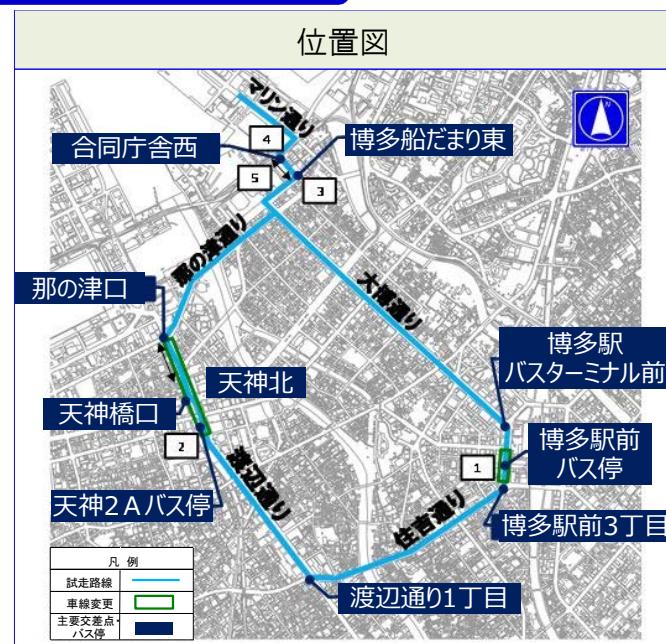 位置図
マリン通り
4
合同庁舎西
博多船だまり東
5
3
那の津通り
大博通り
那の津口
博多駅
バスターミナル前
天神北
天神橋口
博多駅前
バス停
2
1
渡辺通り
住吉通り
天神2Aバス停
博多駅前3丁目
渡辺通り1丁目
凡 例
試走路線
車線変更
主要交差点・
バス停